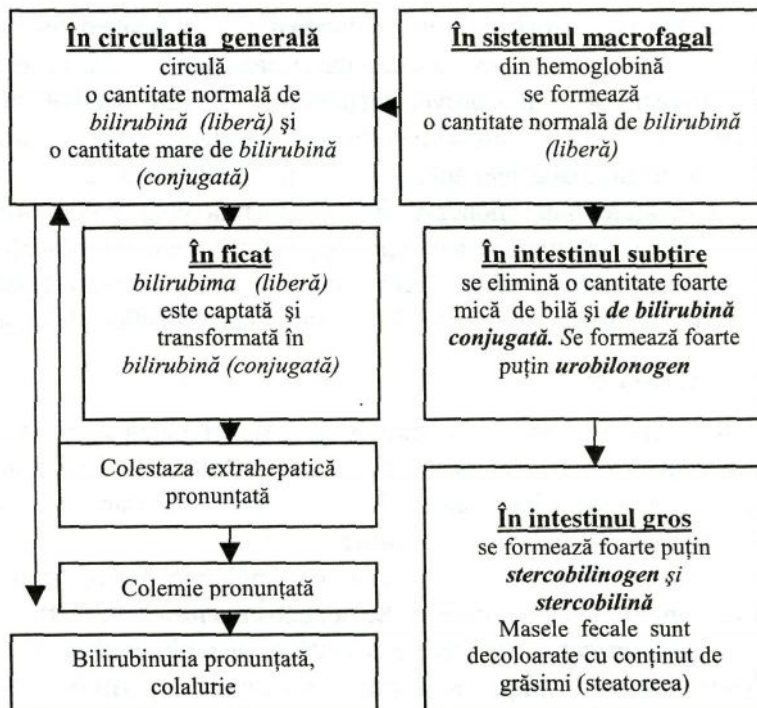 În circulația generală
circulă
o cantitate normală de
bilirubină (liberă) și
o cantitate mare de bilirubină
(conjugată)
În sistemul macrofagal
din hemoglobină
se formează
o cantitate normală de bilirubină
(liberă)
În ficat
bilirubima (liberă)
este captată și
transformată în
bilirubină (conjugată)
În intestinul subțire
se elimină o cantitate foarte
mică de bilă și de bilirubină
conjugată. Se formează foarte
puțin urobilonogen
Colestaza extrahepatică
pronunțată
Colemie pronunțată
Bilirubinuria pronunțată,
colalurie
În intestinul gros
se formează foarte puțin
stercobilinogen și
stercobilină
Masele fecale sunt
decoloarate cu conținut de
grăsimi (steatoreea)